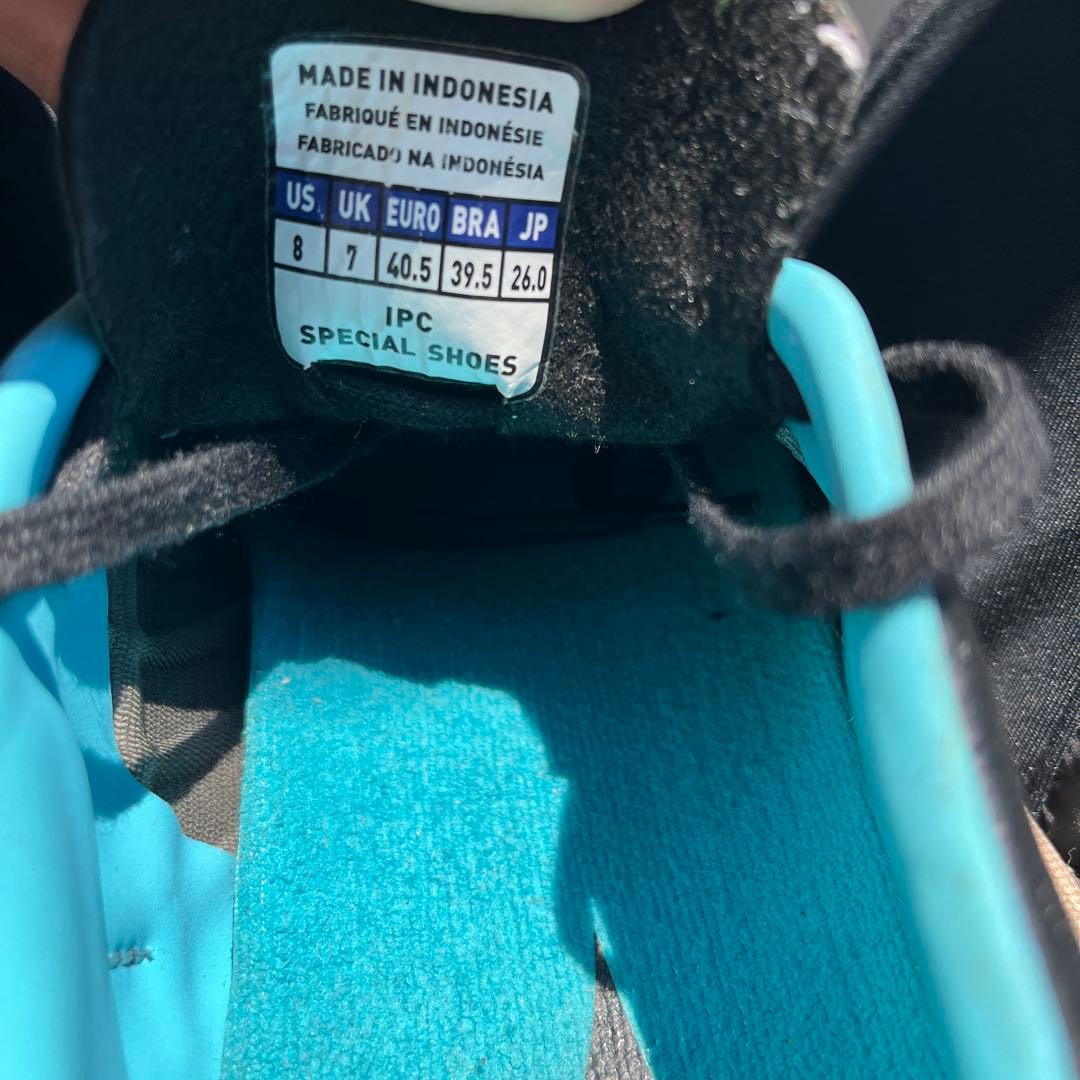 MADE IN INDONESIA
FABRIQUÉ EN INDONÉSIE
FABRICADO NA INDONÉSIA
US UK EURO BRA JP
8 7 40.5 39.5 26.0
IPC
SPECIAL SHOES